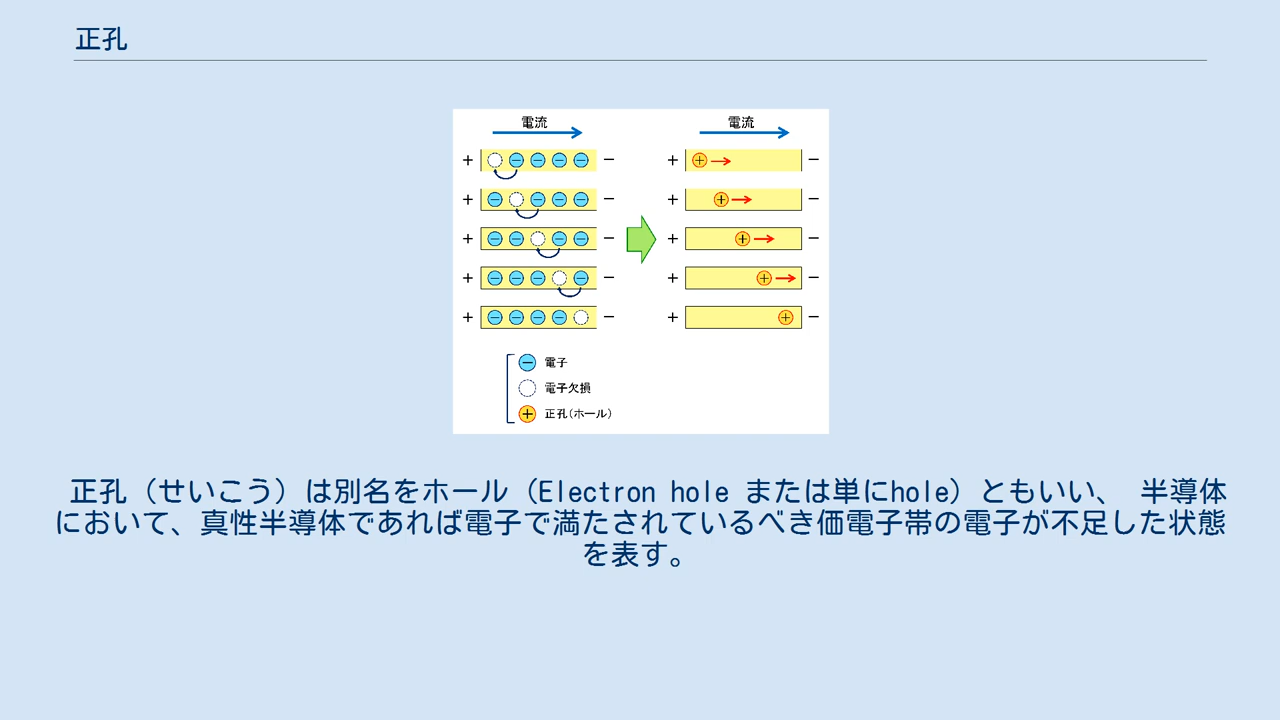 正孔
電流
電流
+ − − − − −
+ + −
+ − − − − −
+ + −
+ − − − − −
+ + −
+ − − − − −
+ + −
+ − − − − −
+ + −
− 電子
電子欠損
+ 正孔(ホール)
正孔（せいこう）は別名をホール（Electron hole または単にhole）ともいい、 半導体
において、真性半導体であれば電子で満たされているべき価電子帯の電子が不足した状態
を表す。